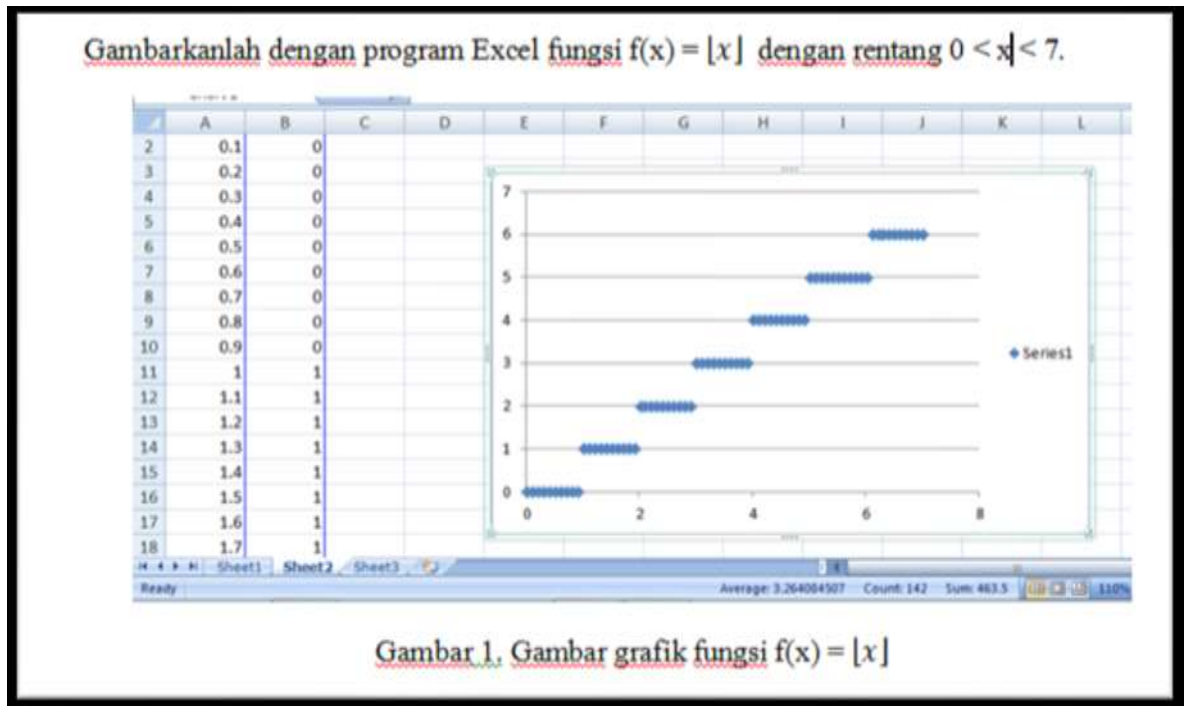 Gambarkanlah dengan program Excel fungsi f(x) = ⌊x⌋ dengan rentang 0 < x < 7.
A B C D E F G H I J K L
2 0.1 0
3 0.2 0
4 0.3 0
5 0.4 0
6 0.5 0
7 0.6 0
8 0.7 0
9 0.8 0
10 0.9 0
11 1 1
12 1.1 1
13 1.2 1
14 1.3 1
15 1.4 1
16 1.5 1
17 1.6 1
18 1.7 1
7
6
5
4
3
2
1
0
0 2 4 6 8
Series1
Sheet1 Sheet2 Sheet3
Ready Average: 3.264084507 Count: 142 Sum: 463.5 110%
Gambar 1. Gambar grafik fungsi f(x) = ⌊x⌋